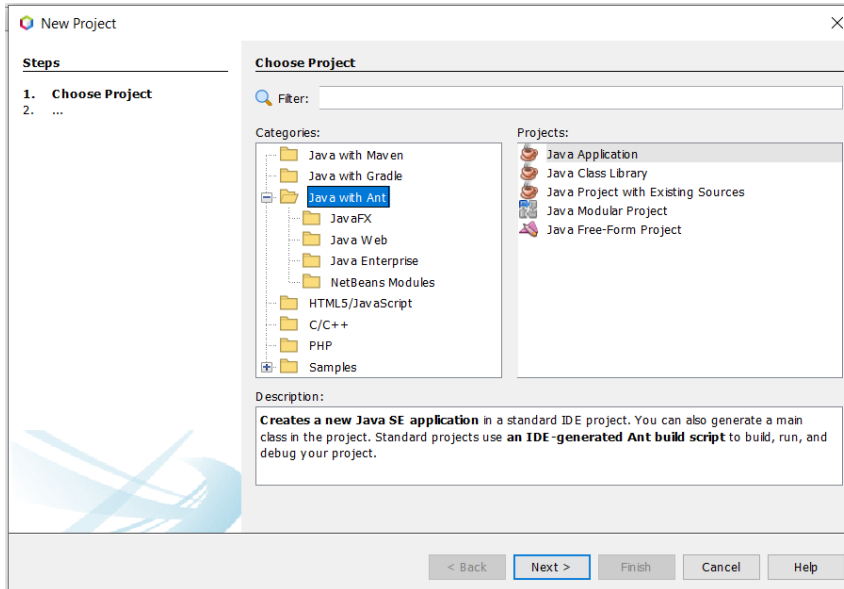 New Project
Steps
1. Choose Project
2. ...
Choose Project
Filter:
Categories:
Java with Maven
Java with Gradle
Java with Ant
JavaFX
Java Web
Java Enterprise
NetBeans Modules
HTML5/JavaScript
C/C++
PHP
Samples
Projects:
Java Application
Java Class Library
Java Project with Existing Sources
Java Modular Project
Java Free-Form Project
Description:
Creates a new Java SE application in a standard IDE project. You can also generate a main
class in the project. Standard projects use an IDE-generated Ant build script to build, run, and
debug your project.
< Back
Next >
Finish
Cancel
Help